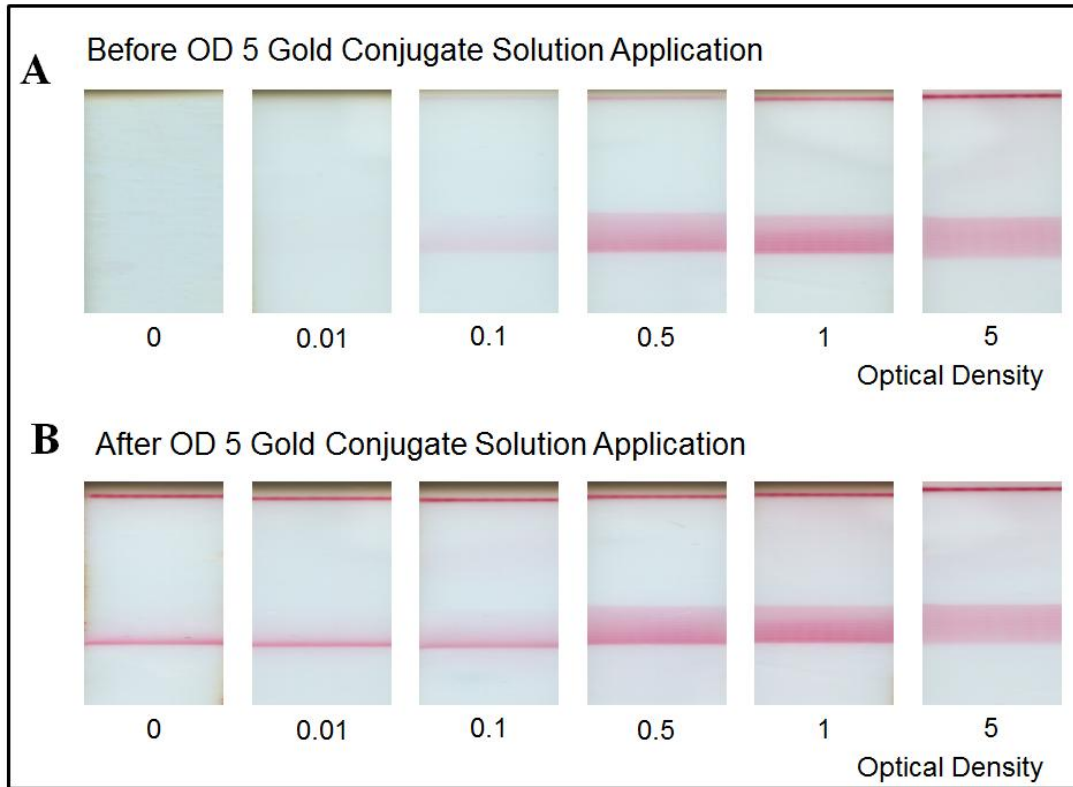 A
Before OD 5 Gold Conjugate Solution Application
0 0.01 0.1 0.5 1 5
Optical Density
B
After OD 5 Gold Conjugate Solution Application
0 0.01 0.1 0.5 1 5
Optical Density